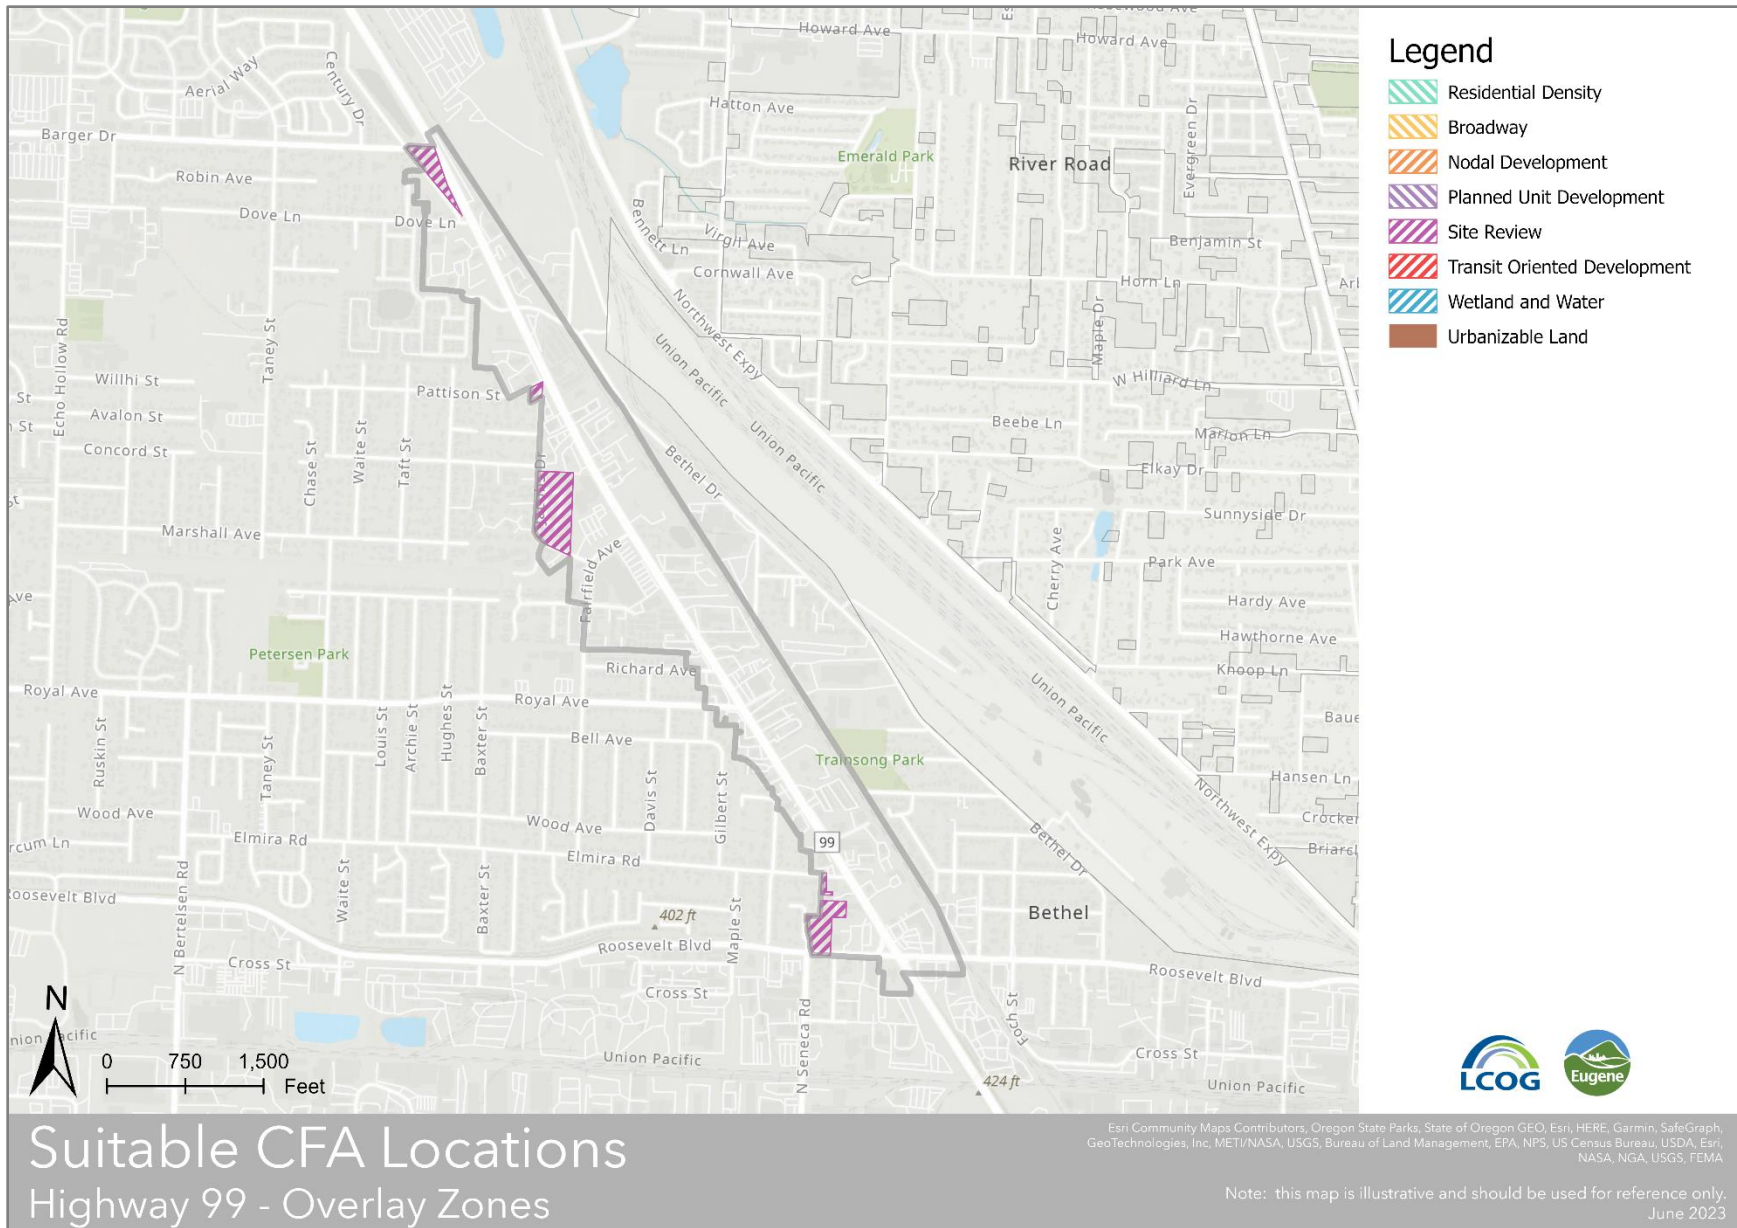 Howard Ave
Howard Ave
Aerial Way
Century Dr
Hatton Ave
Evergreen Dr
Barger Dr
Emerald Park
River Road
Robin Ave
Dove Ln
Dove Ln
Bennett Ln
Virgil Ave
Benjamin St
Cornwall Ave
Horn Ln
Northwest Expy
Maple Dr
Echo Hollow Rd
Taney St
Union Pacific
Willhi St
Pattison St
W Hilliard Ln
St
Avalon St
Beebe Ln
Marion Ln
Concord St
Chase St
Waite St
Taft St
Bethel Dr
Union Pacific
Elkay Dr
Sunnyside Dr
Marshall Ave
Fairfield Ave
Cherry Ave
Park Ave
Hardy Ave
Hawthorne Ave
Petersen Park
Richard Ave
Knoop Ln
Royal Ave
Royal Ave
Union Pacific
Ruskin St
Taney St
Louis St
Archie St
Hughes St
Baxter St
Bell Ave
Trainsong Park
Davis St
Gilbert St
Hansen Ln
Northwest Expy
Wood Ave
Wood Ave
Elmira Rd
Elmira Rd
99
Bethel Dr
Roosevelt Blvd
N Bertelsen Rd
Waite St
Baxter St
402 ft
Maple St
Bethel
Roosevelt Blvd
Cross St
Roosevelt Blvd
Cross St
N Seneca Rd
Foch St
Union Pacific
Cross St
424 ft
Union Pacific
N
0 750 1,500
Feet
Legend
Residential Density
Broadway
Nodal Development
Planned Unit Development
Site Review
Transit Oriented Development
Wetland and Water
Urbanizable Land
LCOG
Eugene
Suitable CFA Locations
Highway 99 - Overlay Zones
Esri Community Maps Contributors, Oregon State Parks, State of Oregon GEO, Esri, HERE, Garmin, SafeGraph,
GeoTechnologies, Inc, METI/NASA, USGS, Bureau of Land Management, EPA, NPS, US Census Bureau, USDA, Esri,
NASA, NGA, USGS, FEMA
Note: this map is illustrative and should be used for reference only.
June 2023